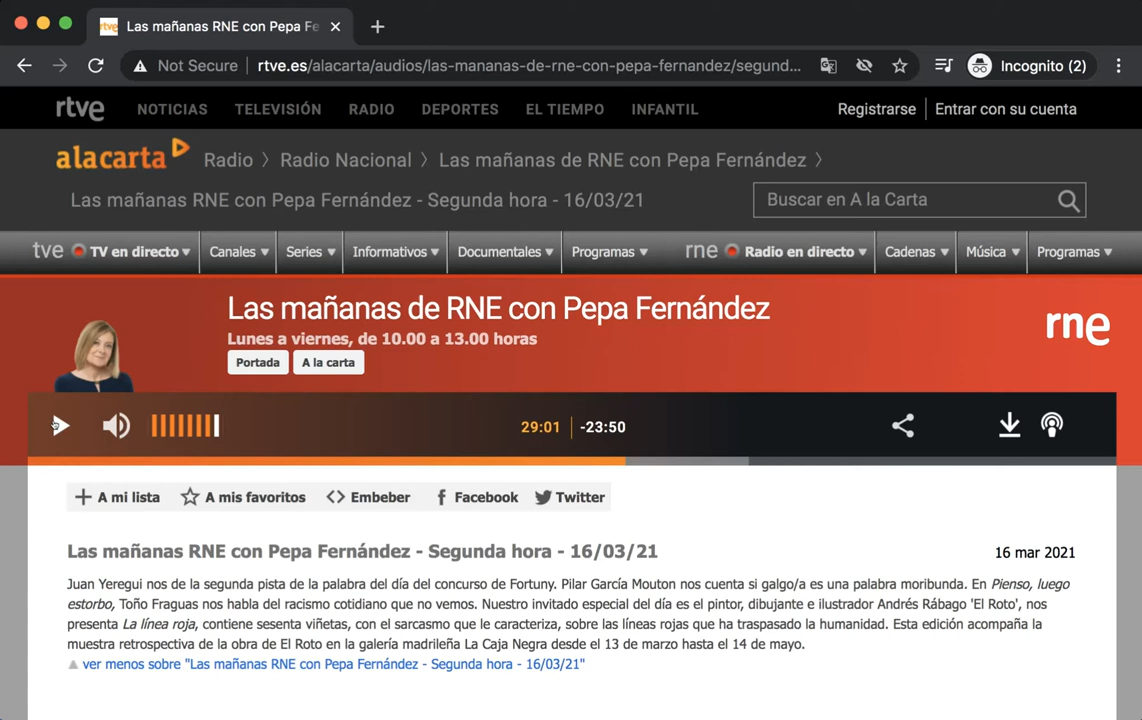 Las mañanas RNE con Pepa Fe
Not Secure
rtve.es/alacarta/audios/las-mananas-de-rne-con-pepa-fernandez/segund...
Incognito (2)
rtve NOTICIAS TELEVISIÓN RADIO DEPORTES EL TIEMPO INFANTIL Registrarse Entrar con su cuenta
alacarta Radio Radio Nacional Las mañanas de RNE con Pepa Fernández
Las mañanas RNE con Pepa Fernández - Segunda hora - 16/03/21 Buscar en A la Carta
tve TV en directo Canales Series Informativos Documentales Programas rne Radio en directo Cadenas Música Programas
Las mañanas de RNE con Pepa Fernández
Lunes a viernes, de 10.00 a 13.00 horas
rne
Portada A la carta
29:01 -23:50
A mi lista A mis favoritos Embeber Facebook Twitter
Las mañanas RNE con Pepa Fernández - Segunda hora - 16/03/21 16 mar 2021
Juan Yeregui nos de la segunda pista de la palabra del día del concurso de Fortuny. Pilar García Mouton nos cuenta si galgo/a es una palabra moribunda. En Pienso, luego
estorbo, Toño Fraguas nos habla del racismo cotidiano que no vemos. Nuestro invitado especial del día es el pintor, dibujante e ilustrador Andrés Rábago 'El Roto', nos
presenta La línea roja, contiene sesenta viñetas, con el sarcasmo que le caracteriza, sobre las líneas rojas que ha traspasado la humanidad. Esta edición acompaña la
muestra retrospectiva de la obra de El Roto en la galería madrileña La Caja Negra desde el 13 de marzo hasta el 14 de mayo.
ver menos sobre "Las mañanas RNE con Pepa Fernández - Segunda hora - 16/03/21"